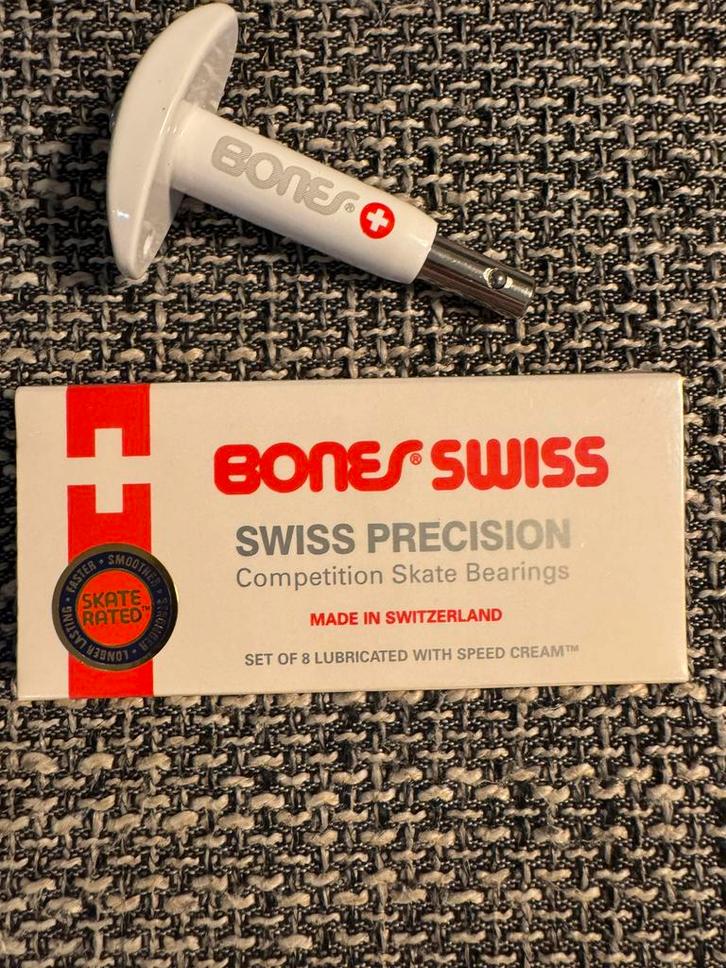 BONES®
BONES® SWISS
SWISS PRECISION
Competition Skate Bearings
MADE IN SWITZERLAND
SET OF 8 LUBRICATED WITH SPEED CREAM™
FASTER • SMOOTHER • STRONGER • LONGER LASTING •
SKATE
RATED™